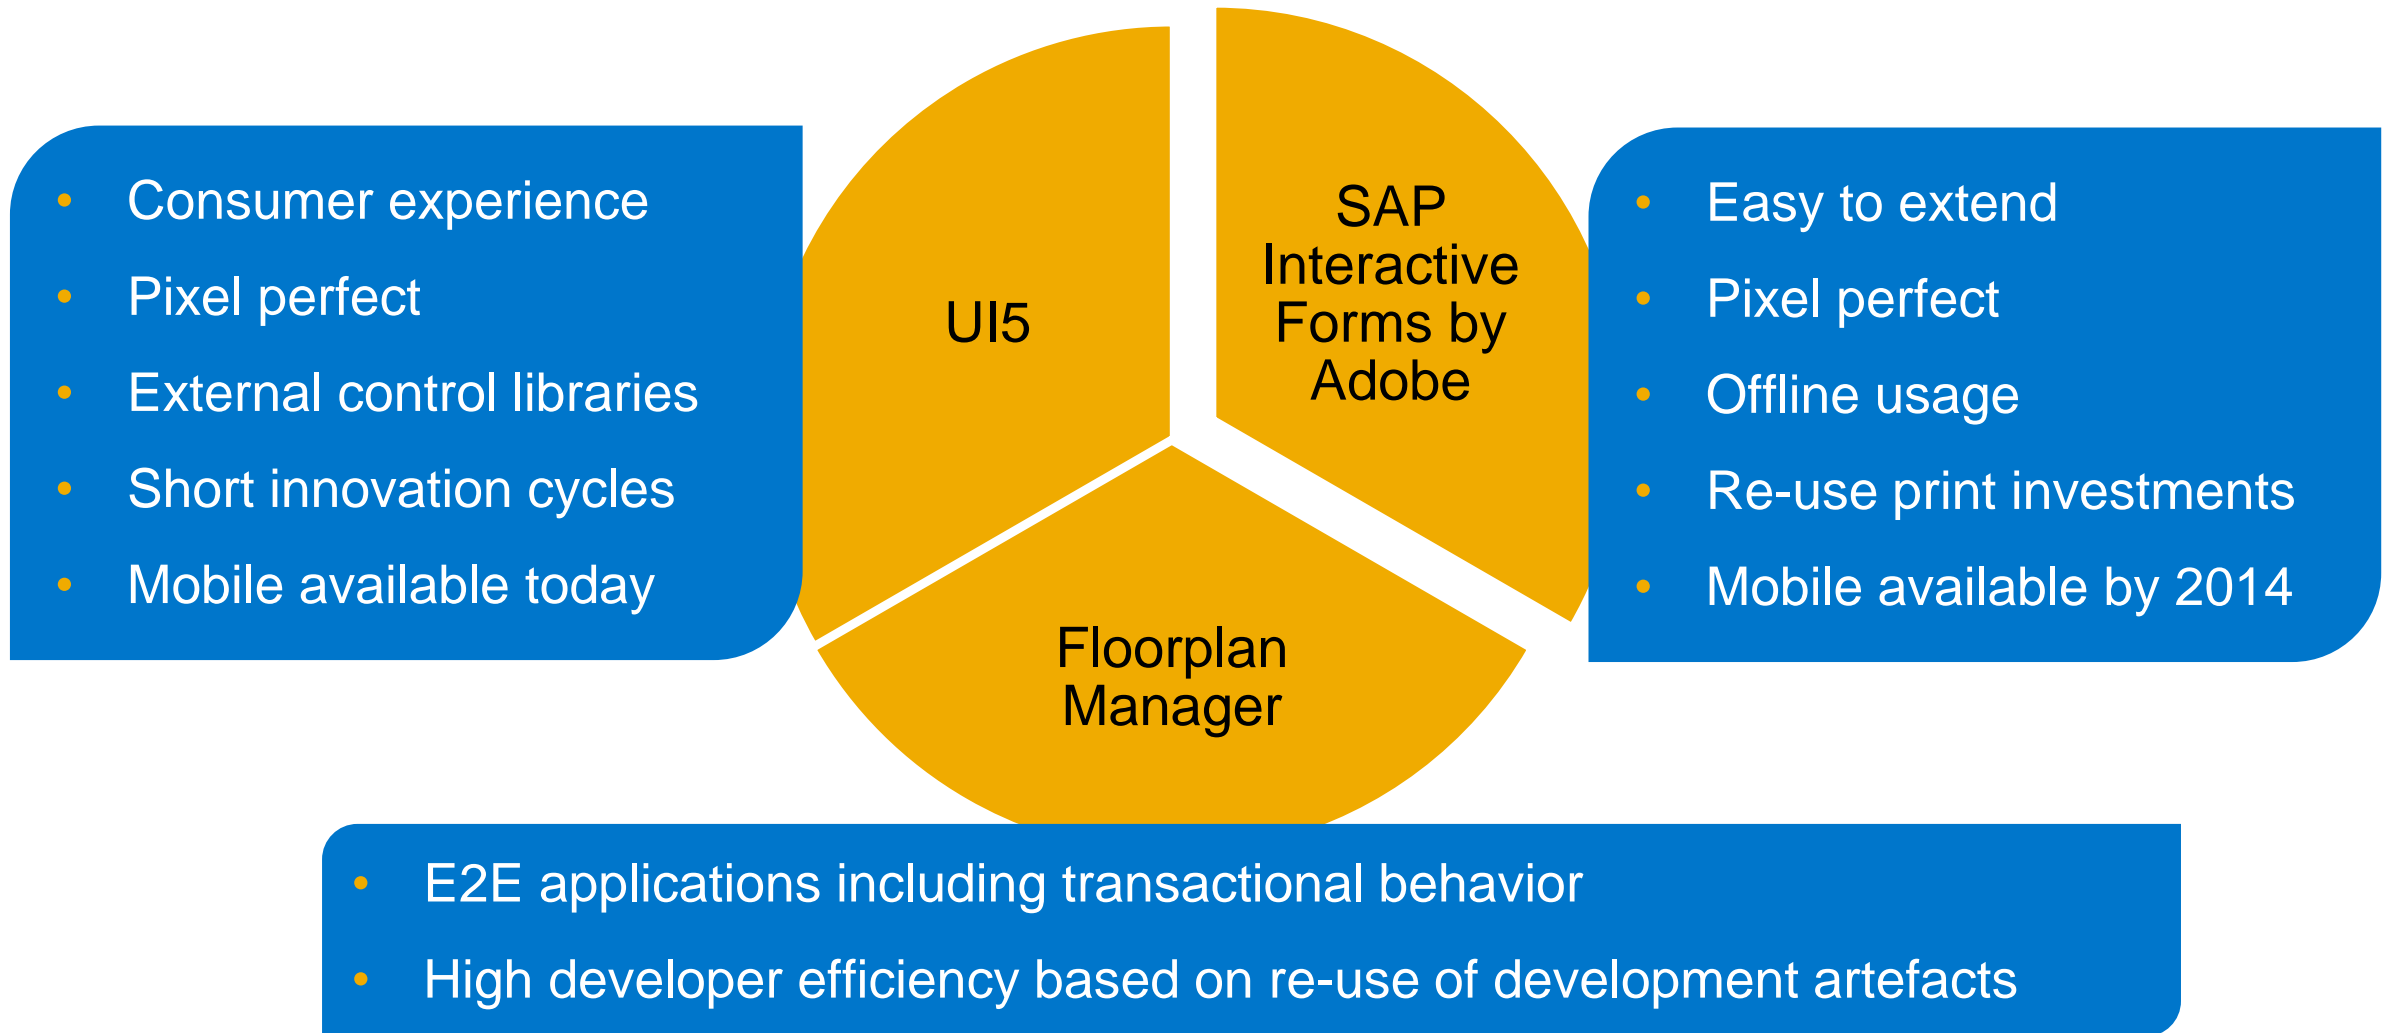 Consumer experience
Pixel perfect
External control libraries
Short innovation cycles
Mobile available today
UI5
SAP
Interactive
Forms by
Adobe
Easy to extend
Pixel perfect
Offline usage
Re-use print investments
Mobile available by 2014
Floorplan
Manager
E2E applications including transactional behavior
High developer efficiency based on re-use of development artefacts